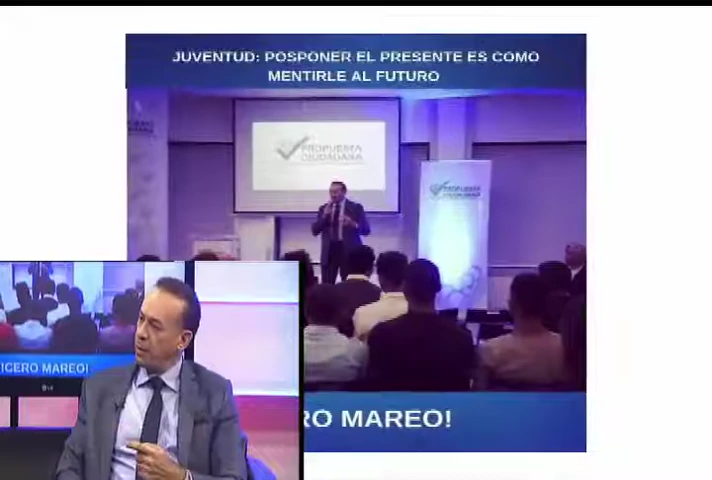 JUVENTUD: POSPONER EL PRESENTE ES COMO
MENTIRLE AL FUTURO
PROPUESTA
CIUDADANA
PROPUESTA
CIUDADANA
ICERO MAREO!
RO MAREO!